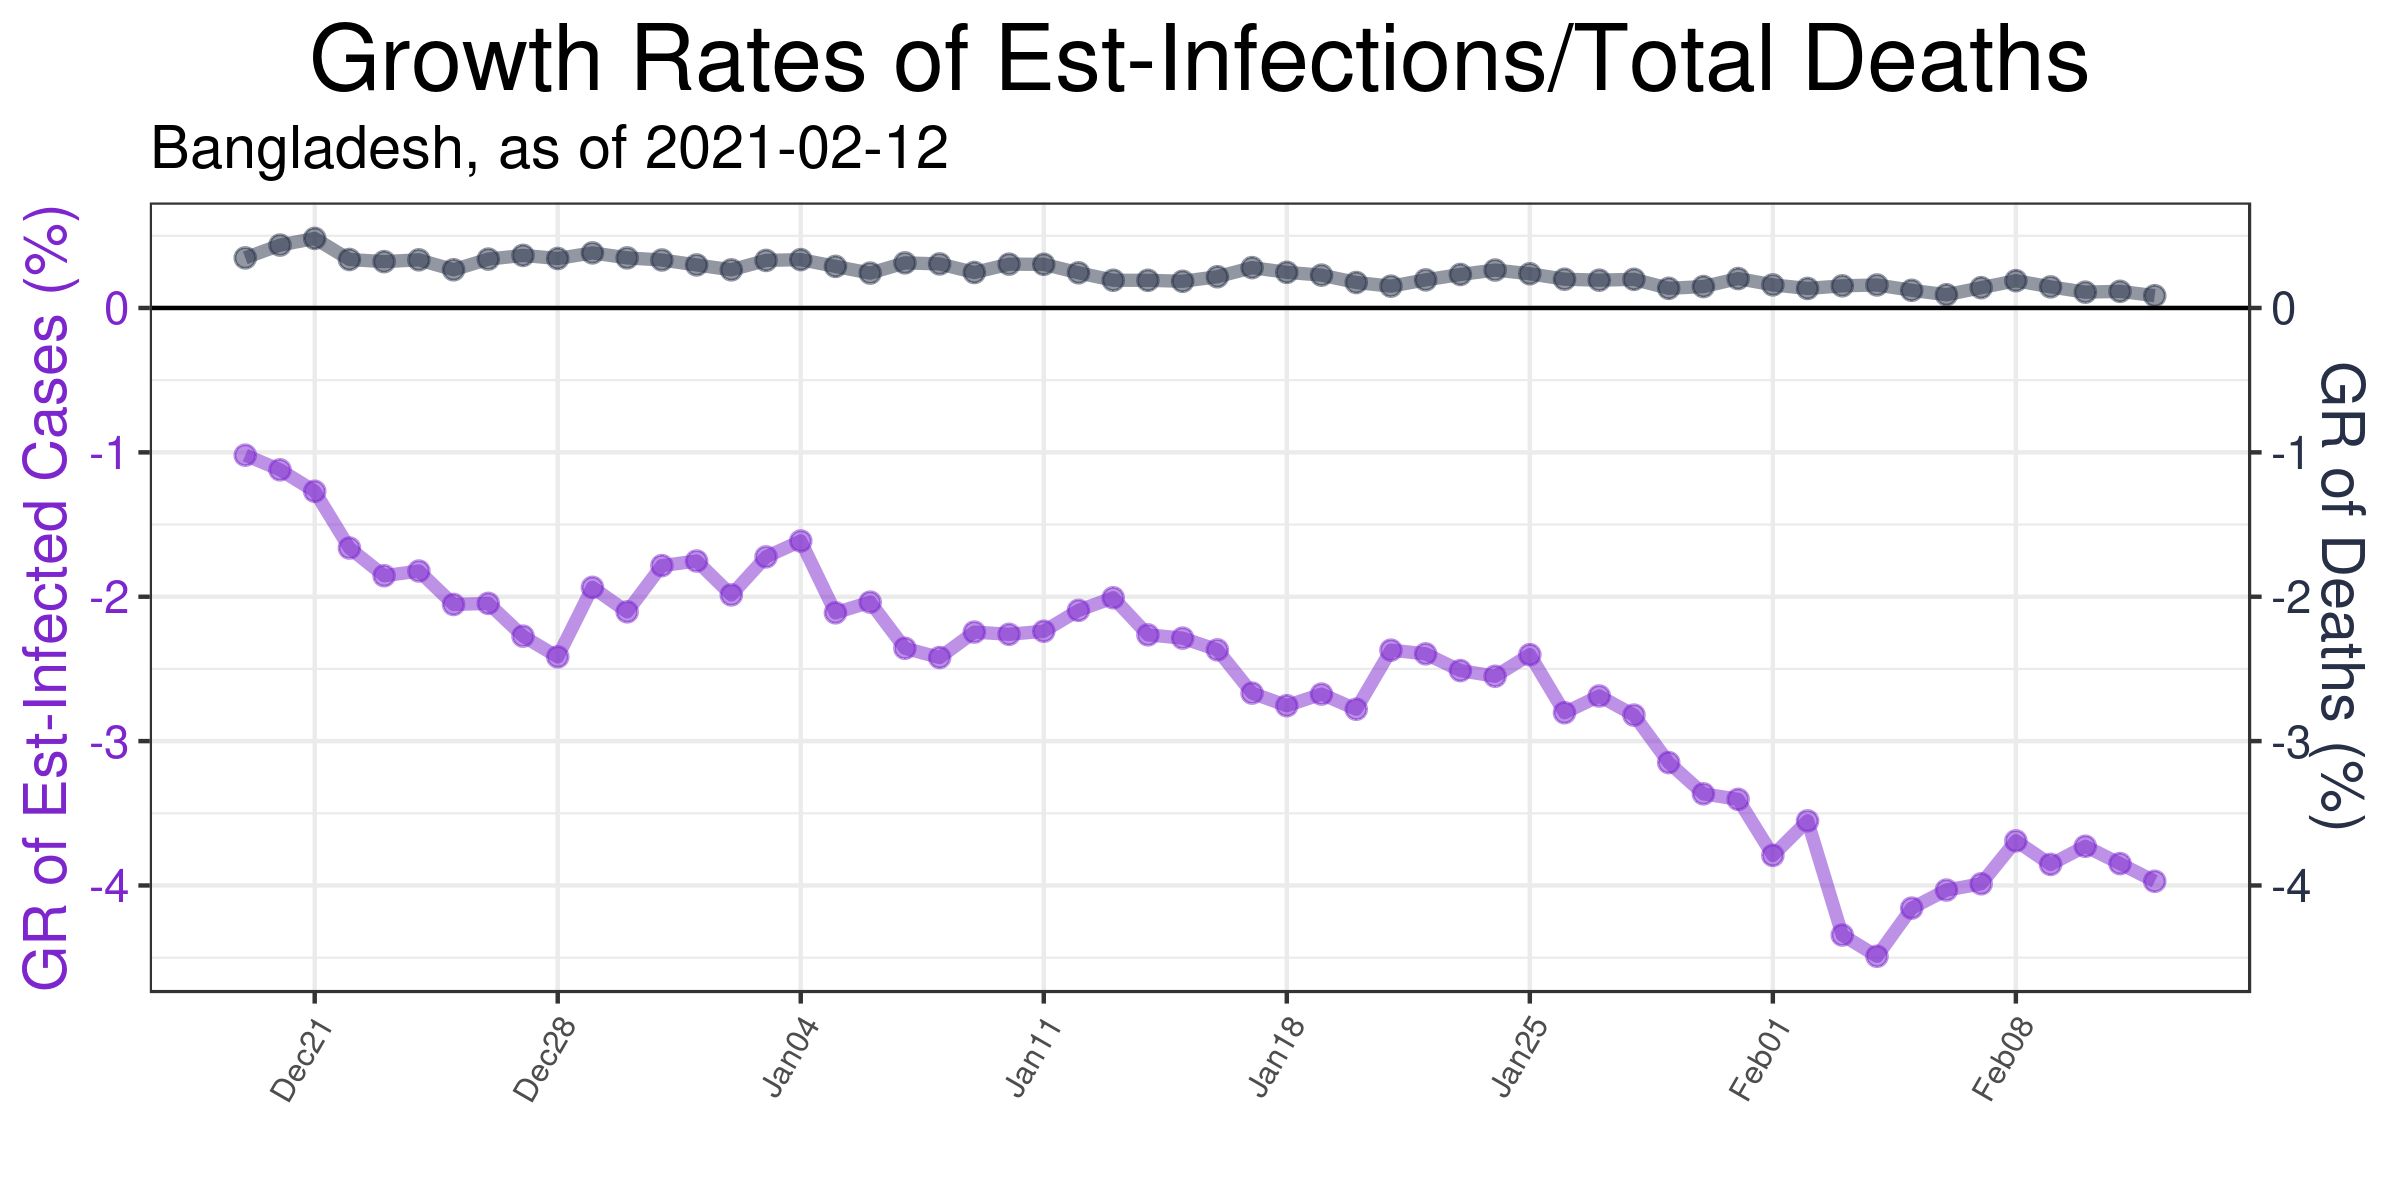 Growth Rates of Est-Infections/Total Deaths
Bangladesh, as of 2021-02-12
GR of Est-Infected Cases (%)
0
-1
-2
-3
-4
0
-1
-2
-3
-4
GR of Deaths (%)
Dec21
Dec28
Jan04
Jan11
Jan18
Jan25
Feb01
Feb08